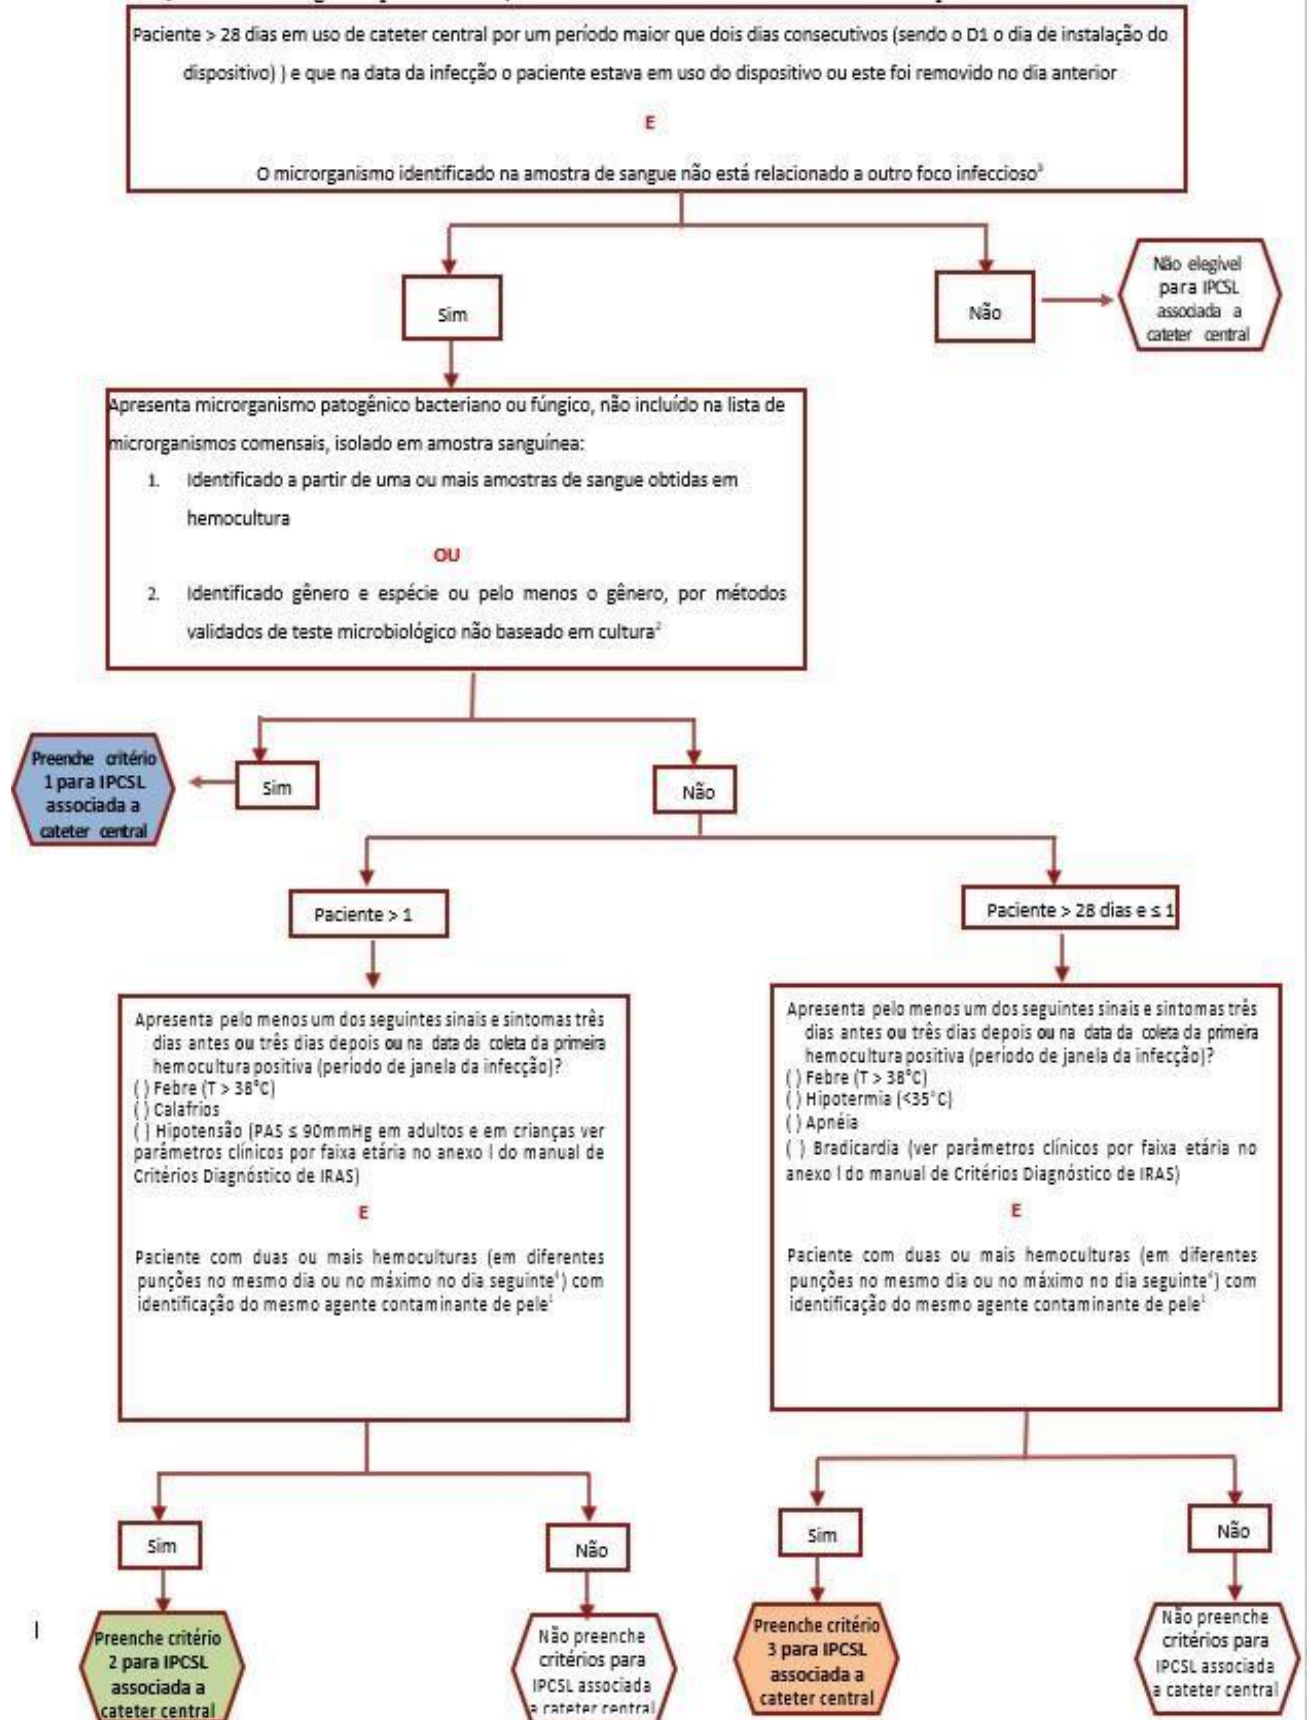 Paciente > 28 dias em uso de cateter central por um período maior que dois dias consecutivos (sendo o D1 o dia de instalação do
dispositivo) ) e que na data da infecção o paciente estava em uso do dispositivo ou este foi removido no dia anterior
E
O microrganismo identificado na amostra de sangue não está relacionado a outro foco infeccioso³
Sim
Não
Não elegível
para IPCSL
associada a
cateter central
Apresenta microrganismo patogênico bacteriano ou fúngico, não incluído na lista de
microrganismos comensais, isolado em amostra sanguínea:
1. Identificado a partir de uma ou mais amostras de sangue obtidas em
hemocultura
OU
2. Identificado gênero e espécie ou pelo menos o gênero, por métodos
validados de teste microbiológico não baseado em cultura²
Preenche critério
1 para IPCSL
associada a
cateter central
Sim
Não
Paciente > 1
Paciente > 28 dias e ≤ 1
Apresenta pelo menos um dos seguintes sinais e sintomas três
dias antes ou três dias depois ou na data da coleta da primeira
hemocultura positiva (período de janela da infecção)?
( ) Febre (T > 38°C)
( ) Calafrios
( ) Hipotensão (PAS ≤ 90mmHg em adultos e em crianças ver
parâmetros clínicos por faixa etária no anexo I do manual de
Critérios Diagnóstico de IRAS)
E
Paciente com duas ou mais hemoculturas (em diferentes
punções no mesmo dia ou no máximo no dia seguinte⁴) com
identificação do mesmo agente contaminante de pele¹
Apresenta pelo menos um dos seguintes sinais e sintomas três
dias antes ou três dias depois ou na data da coleta da primeira
hemocultura positiva (período de janela da infecção)?
( ) Febre (T > 38°C)
( ) Hipotermia (<35°C)
( ) Apnéia
( ) Bradicardia (ver parâmetros clínicos por faixa etária no
anexo I do manual de Critérios Diagnóstico de IRAS)
E
Paciente com duas ou mais hemoculturas (em diferentes
punções no mesmo dia ou no máximo no dia seguinte⁴) com
identificação do mesmo agente contaminante de pele¹
Sim
Não
Sim
Não
Preenche critério
2 para IPCSL
associada a
cateter central
Não preenche
critérios para
IPCSL associada
a cateter central
Preenche critério
3 para IPCSL
associada a
cateter central
Não preenche
critérios para
IPCSL associada
a cateter central